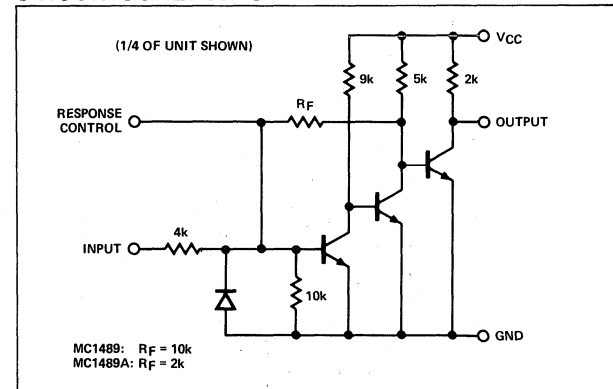 (1/4 OF UNIT SHOWN)
VCC
9k
5k
2k
RF
RESPONSE
CONTROL
OUTPUT
4k
INPUT
10k
GND
MC1489: RF = 10k
MC1489A: RF = 2k